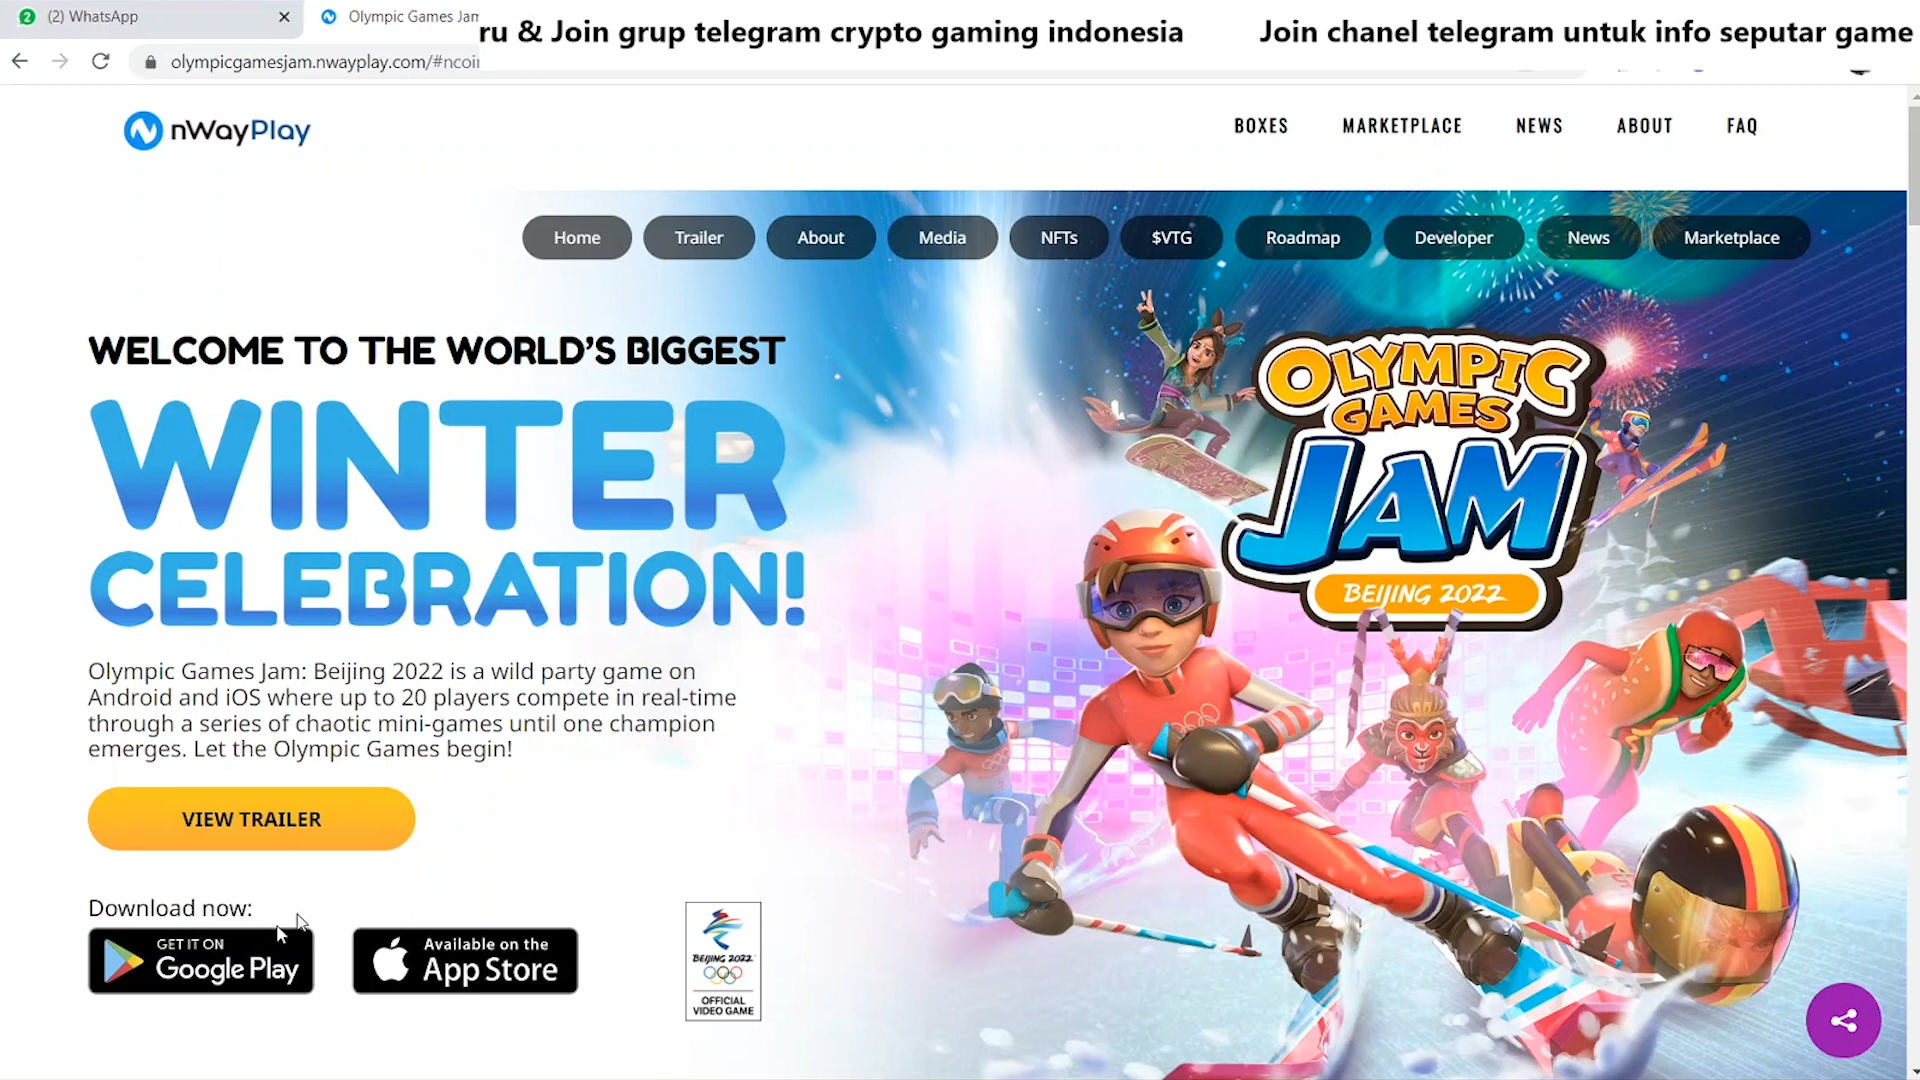 (2) WhatsApp
Olympic Games Jam
ru & Join grup telegram crypto gaming indonesia
Join chanel telegram untuk info seputar game
olympicgamesjam.nwayplay.com/#ncoi
nWayPlay
BOXES MARKETPLACE NEWS ABOUT FAQ
Home Trailer About Media NFTs $VTG Roadmap Developer News Marketplace
WELCOME TO THE WORLD'S BIGGEST
WINTER
CELEBRATION!
OLYMPIC
GAMES
JAM
BEIJING 2022
Olympic Games Jam: Beijing 2022 is a wild party game on
Android and iOS where up to 20 players compete in real-time
through a series of chaotic mini-games until one champion
emerges. Let the Olympic Games begin!
VIEW TRAILER
Download now:
GET IT ON
Google Play
Available on the
App Store
BEIJING 2022
OFFICIAL
VIDEO GAME